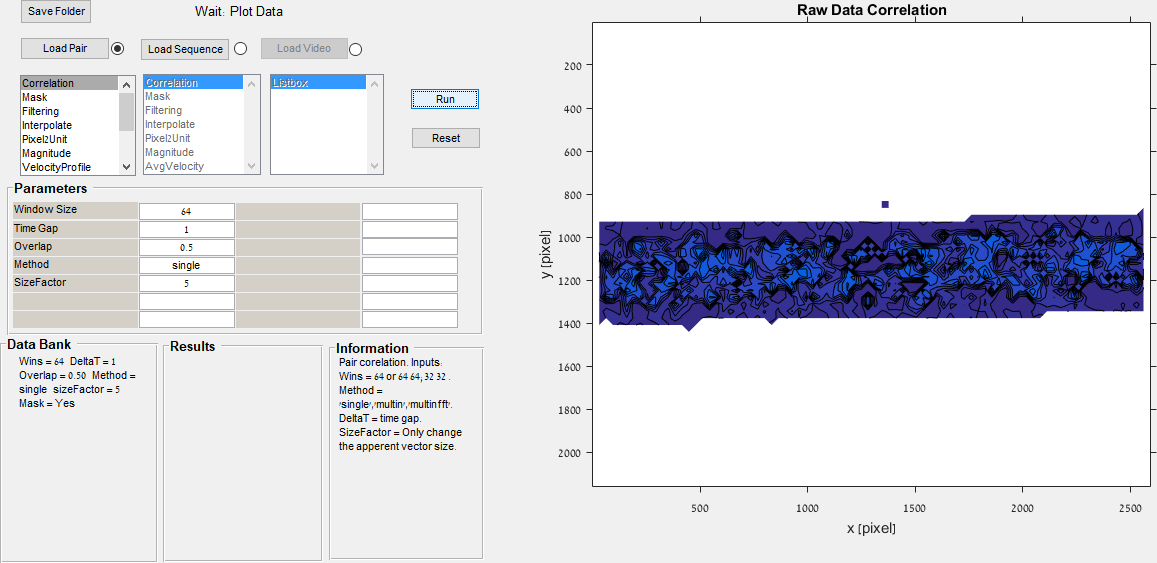 Save Folder
Wait: Plot Data
Load Pair
Load Sequence
Load Video
Correlation
Mask
Filtering
Interpolate
Pixel2Unit
Magnitude
VelocityProfile
Correlation
Mask
Filtering
Interpolate
Pixel2Unit
Magnitude
AvgVelocity
Listbox
Run
Reset
Parameters
Window Size 64
Time Gap 1
Overlap 0.5
Method single
SizeFactor 5
Data Bank
Wins = 64 DeltaT = 1
Overlap = 0.50 Method =
single sizeFactor = 5
Mask = Yes
Results
Information
Pair corelation. Inputs:
Wins = 64 or 64 64, 32 32 .
Method =
'single','multin','multinfft'.
DeltaT = time gap.
SizeFactor = Only change
the apperent vector size.
Raw Data Correlation
200
400
600
800
1000
1200
1400
1600
1800
2000
y [pixel]
500 1000 1500 2000 2500
x [pixel]